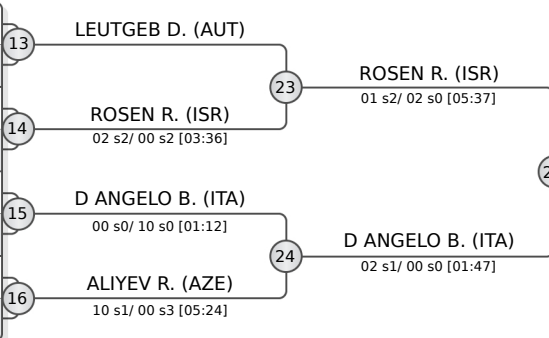 LEUTGEB D. (AUT)
13
23
ROSEN R. (ISR)
01 s2/ 02 s0 [05:37]
ROSEN R. (ISR)
14
02 s2/ 00 s2 [03:36]
D ANGELO B. (ITA)
15
00 s0/ 10 s0 [01:12]
24
D ANGELO B. (ITA)
02 s1/ 00 s0 [01:47]
ALIYEV R. (AZE)
16
10 s1/ 00 s3 [05:24]